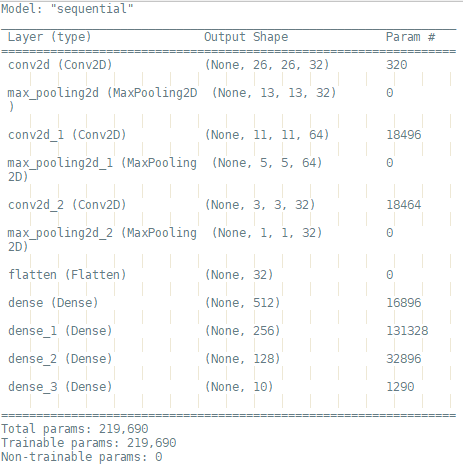 Model: "sequential"
Layer (type) Output Shape Param #
conv2d (Conv2D) (None, 26, 26, 32) 320
max_pooling2d (MaxPooling2D (None, 13, 13, 32) 0
)
conv2d_1 (Conv2D) (None, 11, 11, 64) 18496
max_pooling2d_1 (MaxPooling (None, 5, 5, 64) 0
2D)
conv2d_2 (Conv2D) (None, 3, 3, 32) 18464
max_pooling2d_2 (MaxPooling (None, 1, 1, 32) 0
2D)
flatten (Flatten) (None, 32) 0
dense (Dense) (None, 512) 16896
dense_1 (Dense) (None, 256) 131328
dense_2 (Dense) (None, 128) 32896
dense_3 (Dense) (None, 10) 1290
Total params: 219,690
Trainable params: 219,690
Non-trainable params: 0